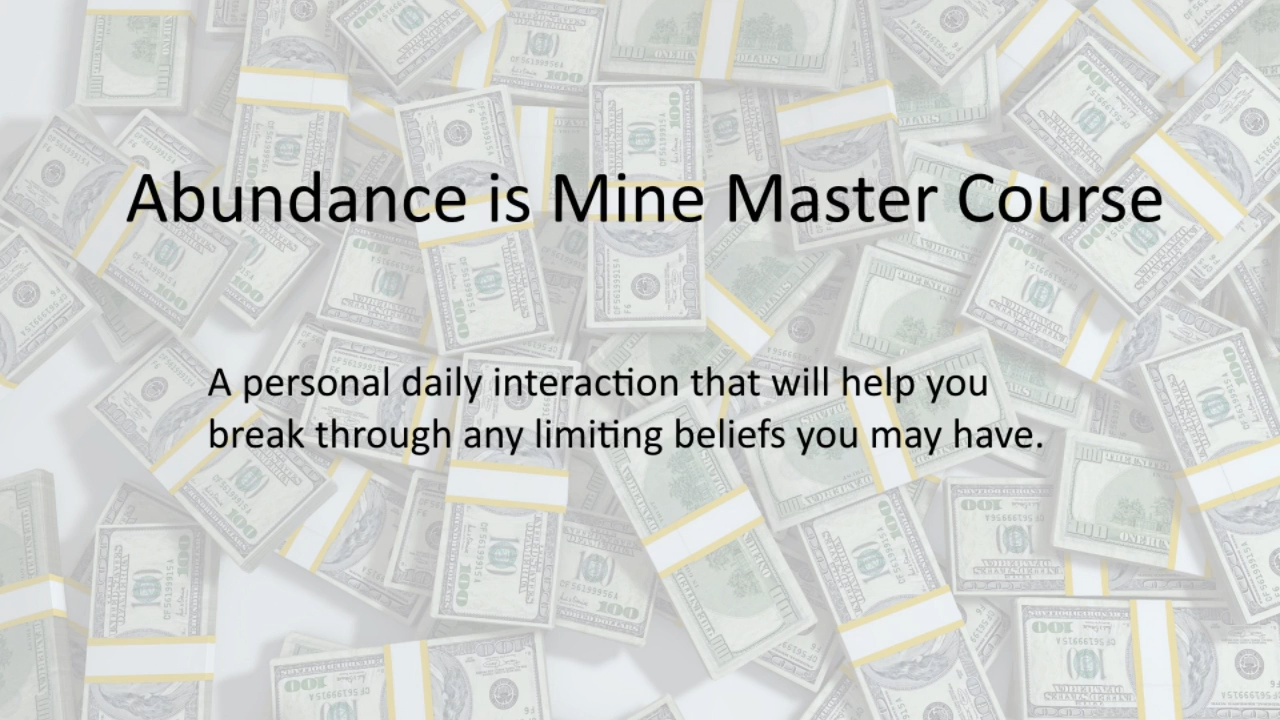 Abundance is Mine Master Course
A personal daily interaction that will help you
break through any limiting beliefs you may have.